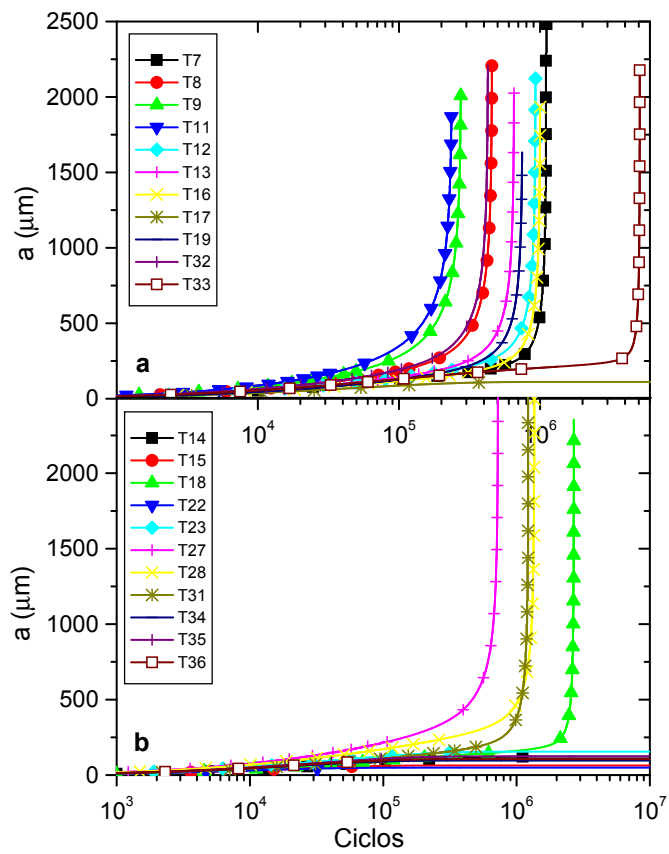 2500
2000
1500
1000
500
0
a (µm)
T7
T8
T9
T11
T12
T13
T16
T17
T19
T32
T33
a
10⁴
10⁵
10⁶
2000
1500
1000
500
0
a (µm)
T14
T15
T18
T22
T23
T27
T28
T31
T34
T35
T36
b
10³
10⁴
10⁵
10⁶
10⁷
Ciclos